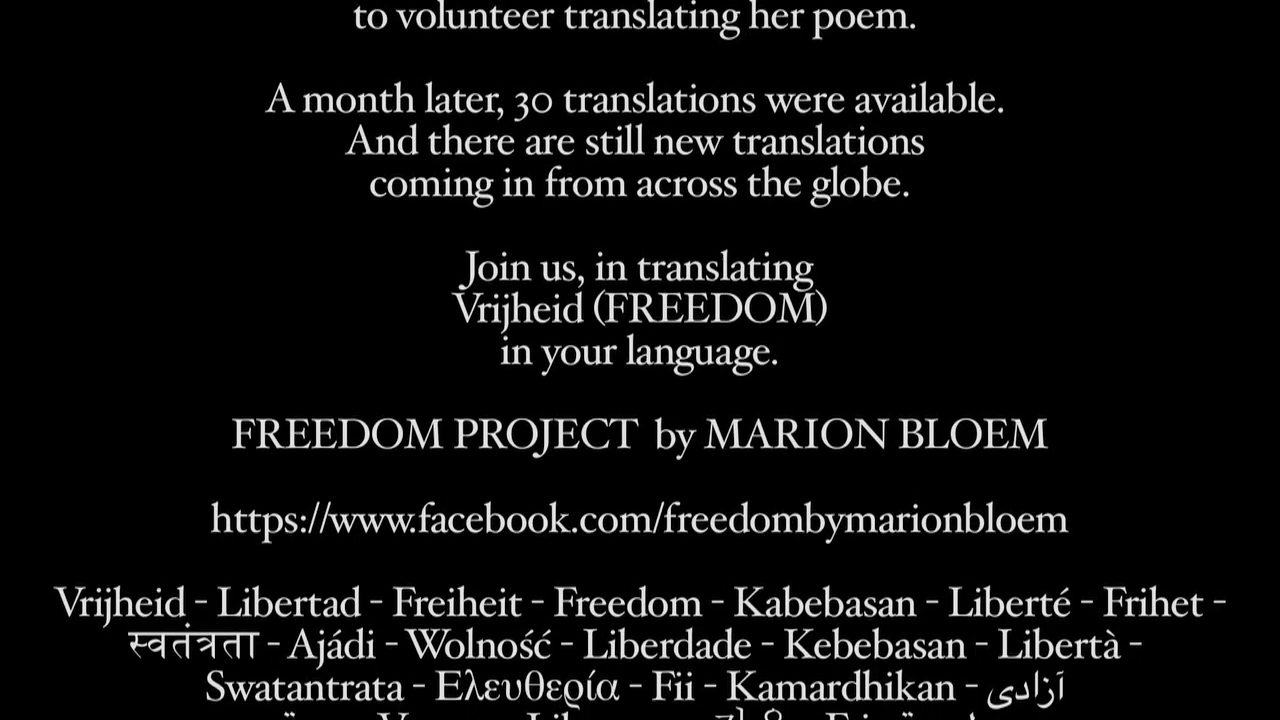 to volunteer translating her poem.
A month later, 30 translations were available.
And there are still new translations
coming in from across the globe.
Join us, in translating
Vrijheid (FREEDOM)
in your language.
FREEDOM PROJECT by MARION BLOEM
https://www.facebook.com/freedombymarionbloem
Vrijheid - Libertad - Freiheit - Freedom - Kabebasan - Liberté - Frihet -
स्वतंत्रता - Ajádi - Wolność - Liberdade - Kebebasan - Libertà -
Swatantrata - Ελευθερία - Fii - Kamardhikan - آزادی